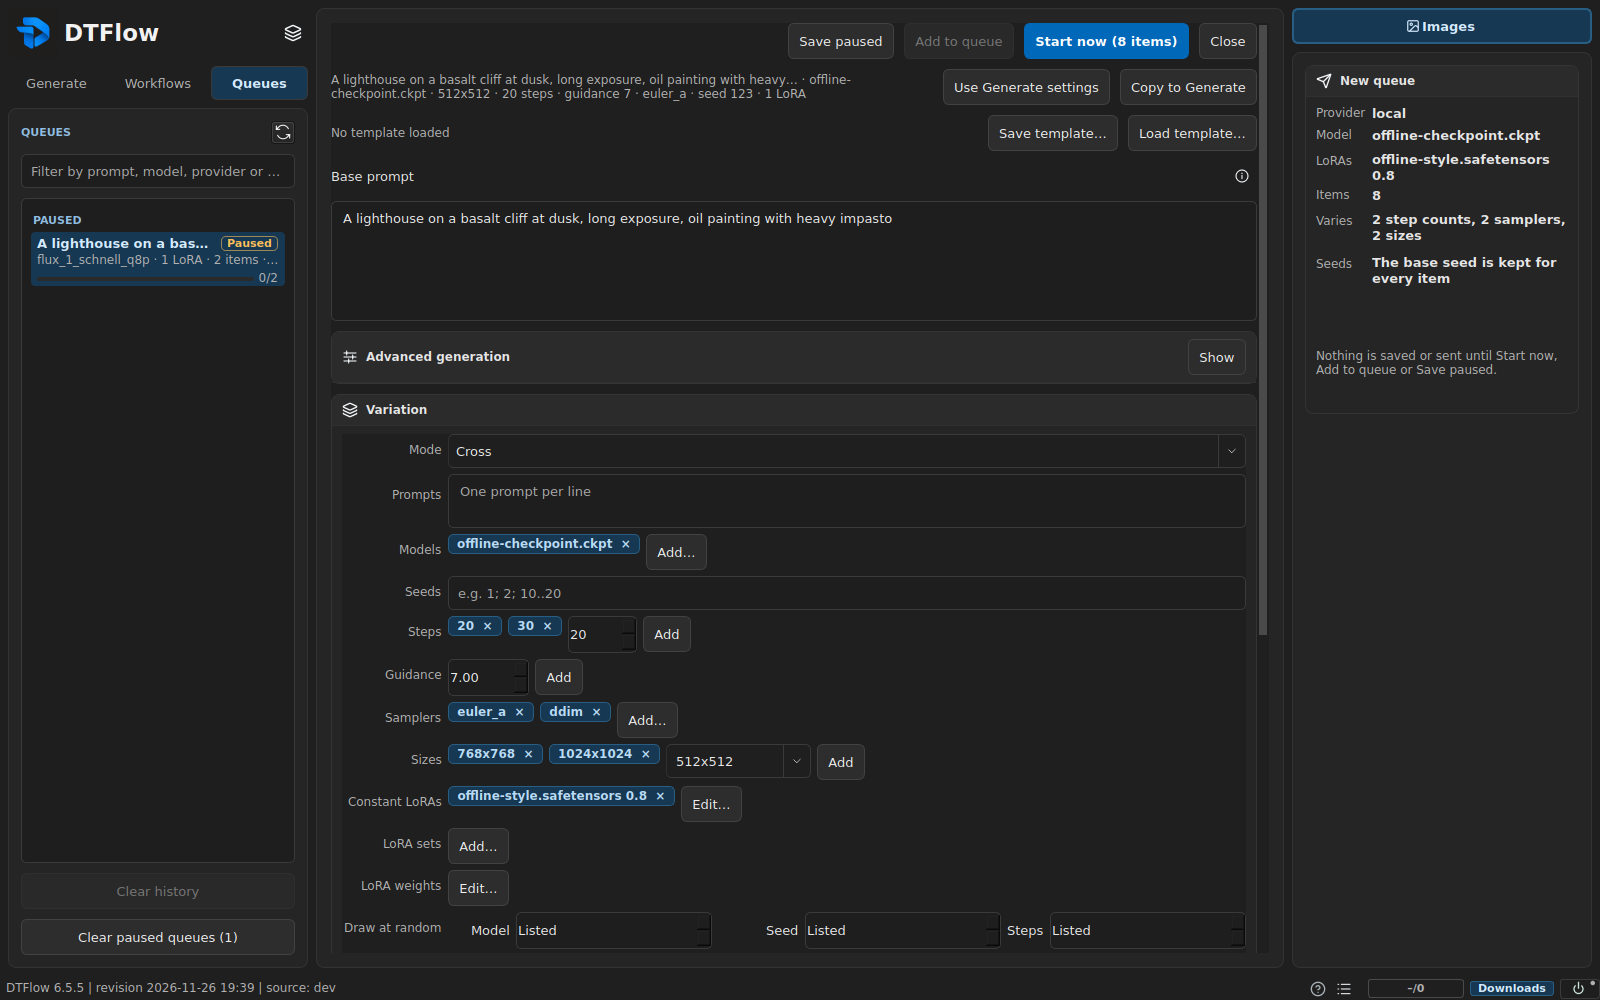 DTFlow
Generate
Workflows
Queues
QUEUES
Filter by prompt, model, provider or ...
PAUSED
A lighthouse on a bas... Paused
flux_1_schnell_q8p · 1 LoRA · 2 items ·...
0/2
Clear history
Clear paused queues (1)
Save paused
Add to queue
Start now (8 items)
Close
A lighthouse on a basalt cliff at dusk, long exposure, oil painting with heavy... · offline-
checkpoint.ckpt · 512x512 · 20 steps · guidance 7 · euler_a · seed 123 · 1 LoRA
Use Generate settings
Copy to Generate
No template loaded
Save template...
Load template...
Base prompt
A lighthouse on a basalt cliff at dusk, long exposure, oil painting with heavy impasto
Advanced generation
Show
Variation
Mode Cross
Prompts One prompt per line
Models offline-checkpoint.ckpt × Add...
Seeds e.g. 1; 2; 10..20
Steps 20 × 30 × 20 Add
Guidance 7.00 Add
Samplers euler_a × ddim × Add...
Sizes 768x768 × 1024x1024 × 512x512 Add
Constant LoRAs offline-style.safetensors 0.8 × Edit...
LoRA sets Add...
LoRA weights Edit...
Draw at random Model Listed Seed Listed Steps Listed
Images
New queue
Provider local
Model offline-checkpoint.ckpt
LoRAs offline-style.safetensors
0.8
Items 8
Varies 2 step counts, 2 samplers,
2 sizes
Seeds The base seed is kept for
every item
Nothing is saved or sent until Start now,
Add to queue or Save paused.
DTFlow 6.5.5 | revision 2026-11-26 19:39 | source: dev
-/0
Downloads